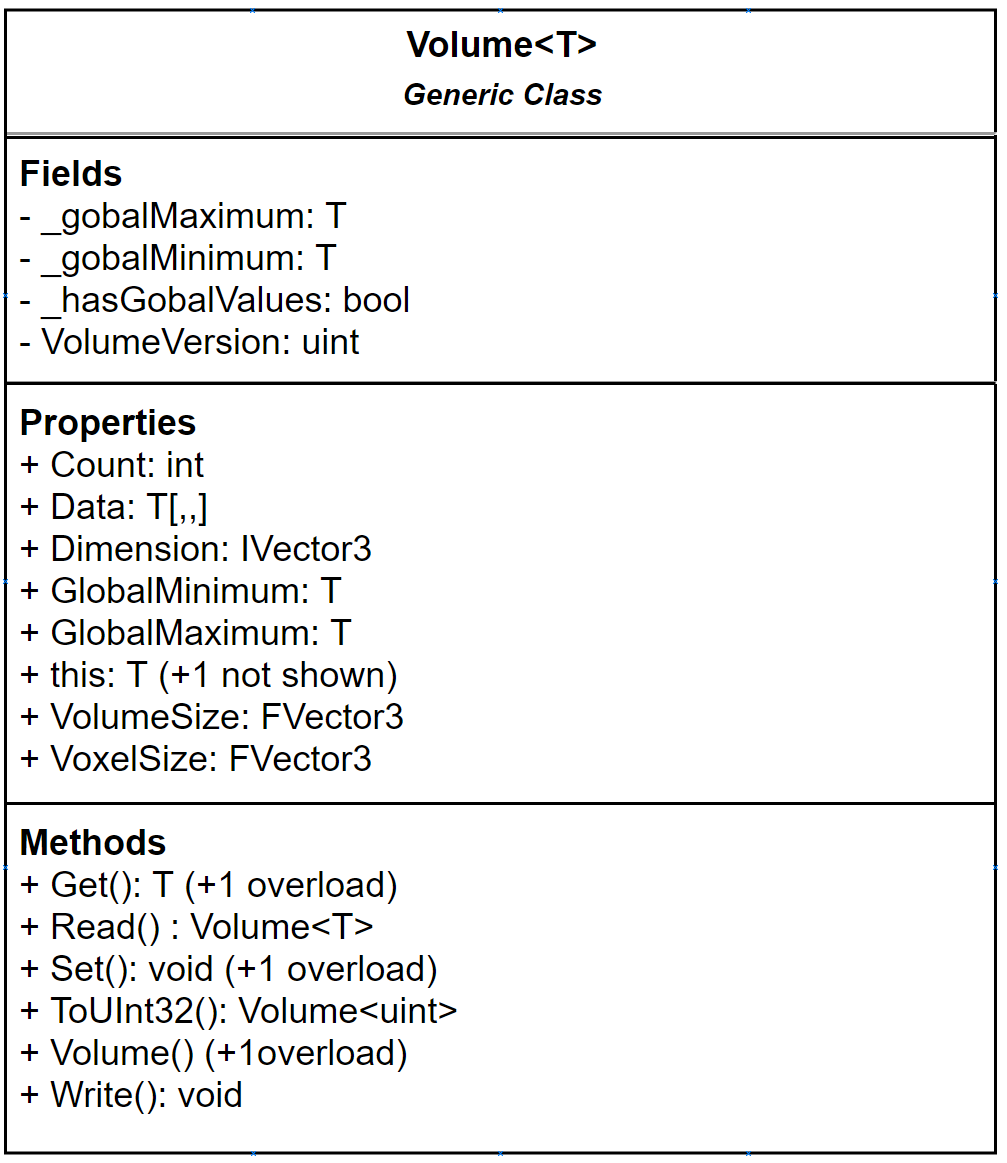 Volume<T>
Generic Class
Fields
- _gobalMaximum: T
- _gobalMinimum: T
- _hasGobalValues: bool
- VolumeVersion: uint
Properties
+ Count: int
+ Data: T[,,]
+ Dimension: IVector3
+ GlobalMinimum: T
+ GlobalMaximum: T
+ this: T (+1 not shown)
+ VolumeSize: FVector3
+ VoxelSize: FVector3
Methods
+ Get(): T (+1 overload)
+ Read() : Volume<T>
+ Set(): void (+1 overload)
+ ToUInt32(): Volume<uint>
+ Volume() (+1overload)
+ Write(): void